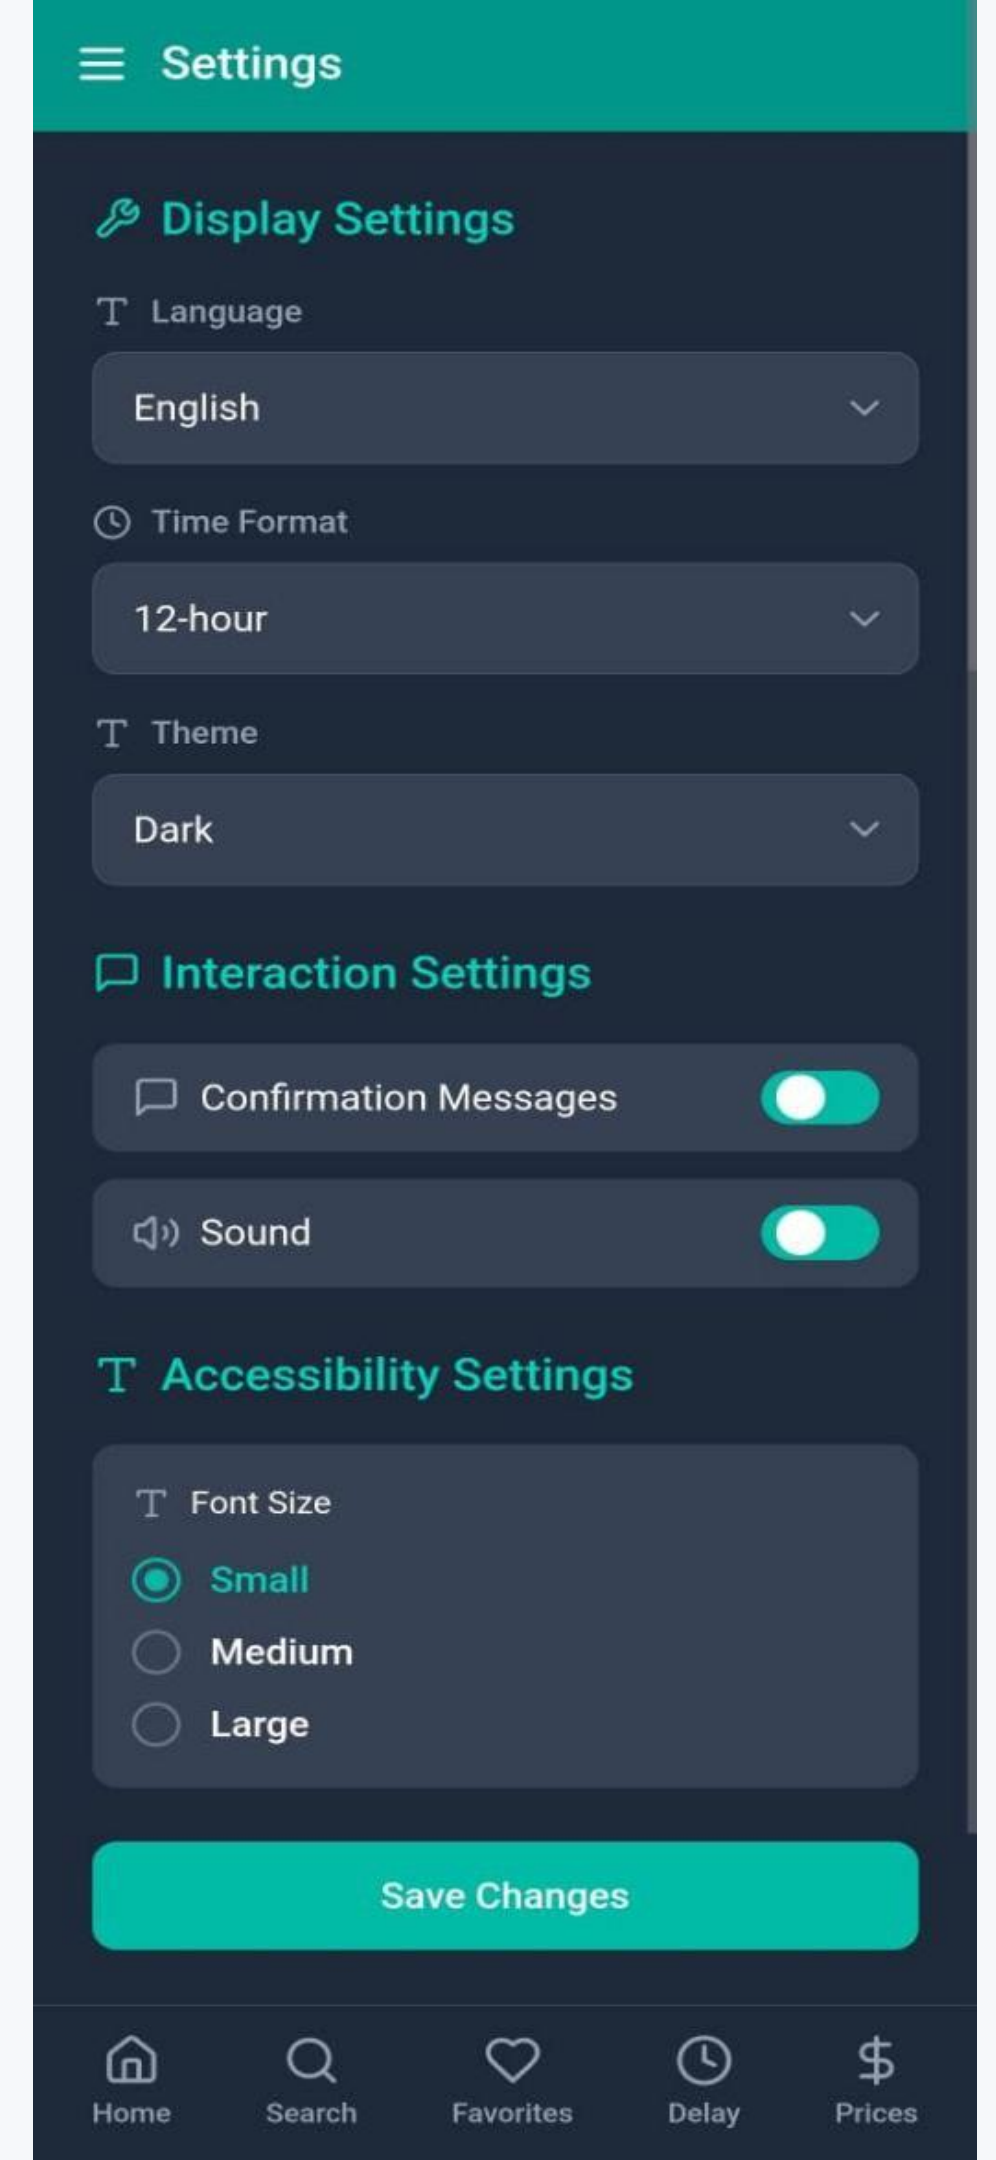 Settings
Display Settings
Language
English
Time Format
12-hour
Theme
Dark
Interaction Settings
Confirmation Messages
Sound
Accessibility Settings
Font Size
Small
Medium
Large
Save Changes
Home Search Favorites Delay Prices